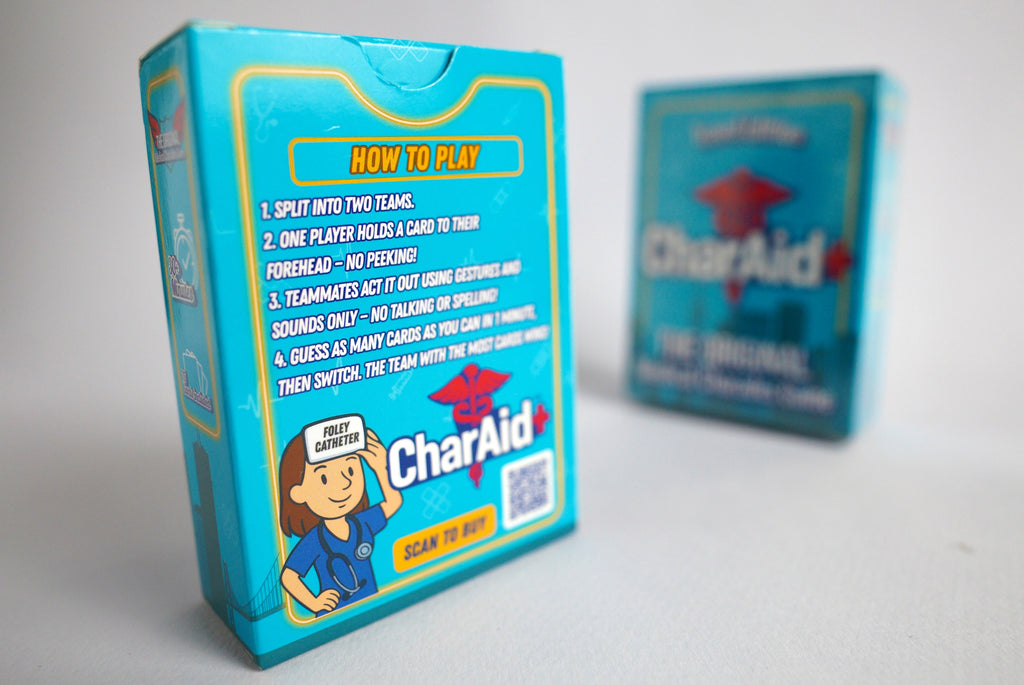 HOW TO PLAY
1. SPLIT INTO TWO TEAMS.
2. ONE PLAYER HOLDS A CARD TO THEIR
FOREHEAD – NO PEEKING!
3. TEAMMATES ACT IT OUT USING GESTURES AND
SOUNDS ONLY – NO TALKING OR SPELLING!
4. GUESS AS MANY CARDS AS YOU CAN IN 1 MINUTE,
THEN SWITCH. THE TEAM WITH THE MOST CARDS WINS!
FOLEY
CATHETER
CharAid+
SCAN TO BUY
THE ORIGINAL
Minutes
CharAid+
THE ORIGINAL